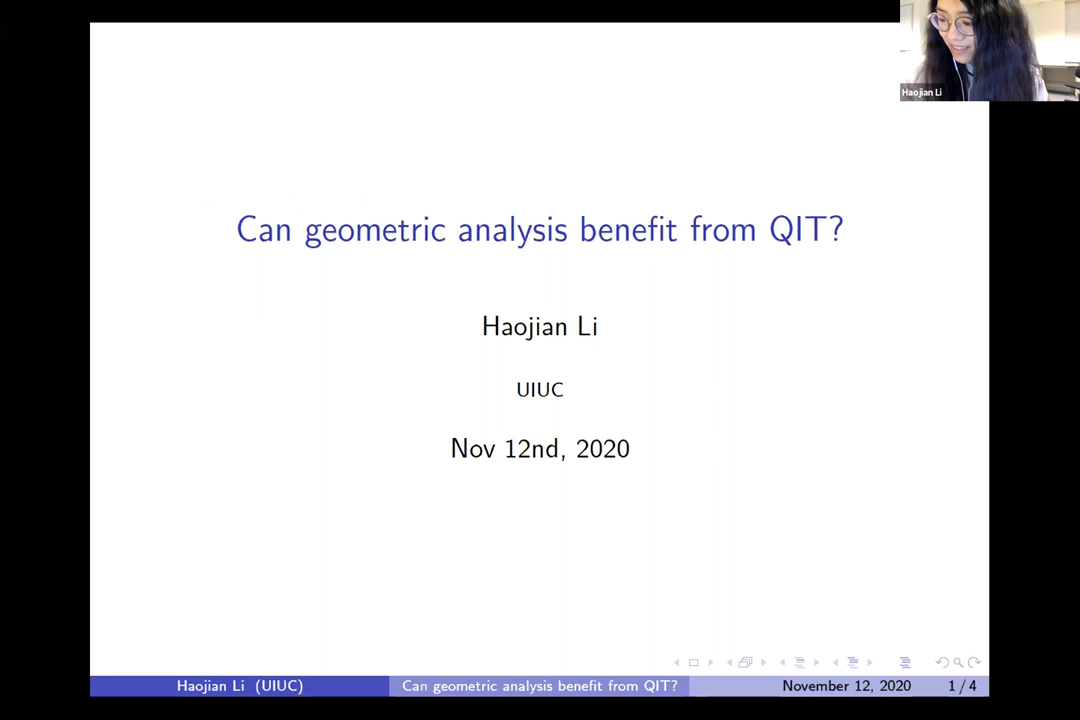 Haojian Li
Can geometric analysis benefit from QIT?
Haojian Li
UIUC
Nov 12nd, 2020
Haojian Li (UIUC)
Can geometric analysis benefit from QIT?
November 12, 2020
1 / 4